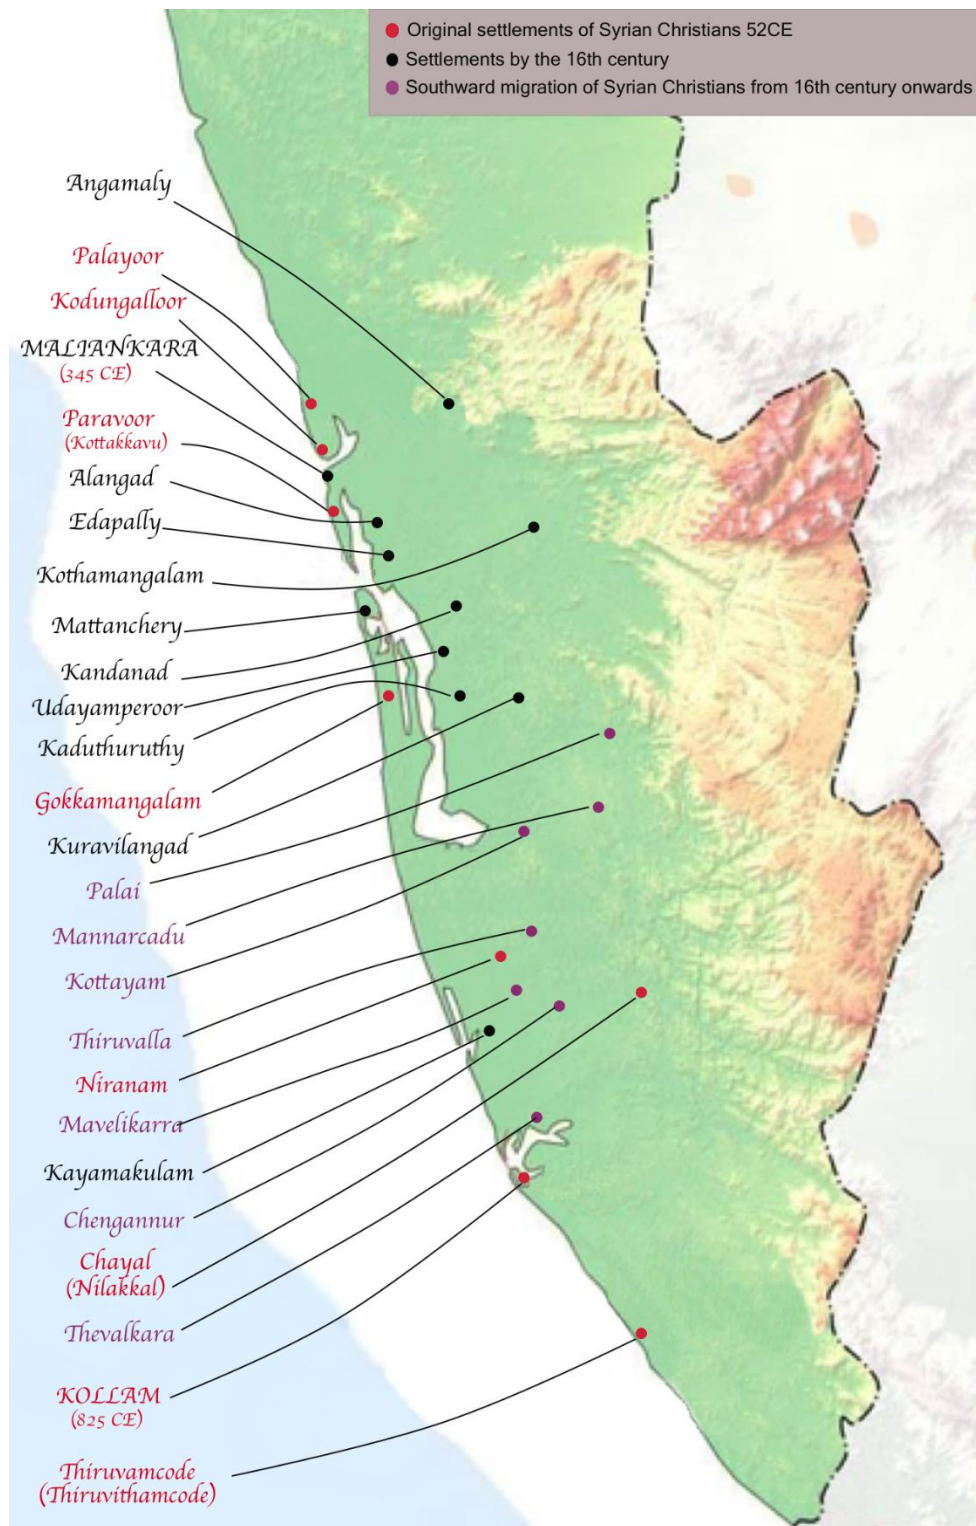 Original settlements of Syrian Christians 52CE
Settlements by the 16th century
Southward migration of Syrian Christians from 16th century onwards
Angamaly
Palayoor
Kodungalloor
MALIANKARA
(345 CE)
Paravoor
(Kottakkavu)
Alangad
Edapally
Kothamangalam
Mattanchery
Kandanad
Udayamperoor
Kaduthuruthy
Gokkamangalam
Kuravilangad
Palai
Mannarcadu
Kottayam
Thiruvalla
Niranam
Mavelikarra
Kayamakulam
Chengannur
Chayal
(Nilakkal)
Thevalkara
KOLLAM
(825 CE)
Thiruvamcode
(Thiruvithamcode)